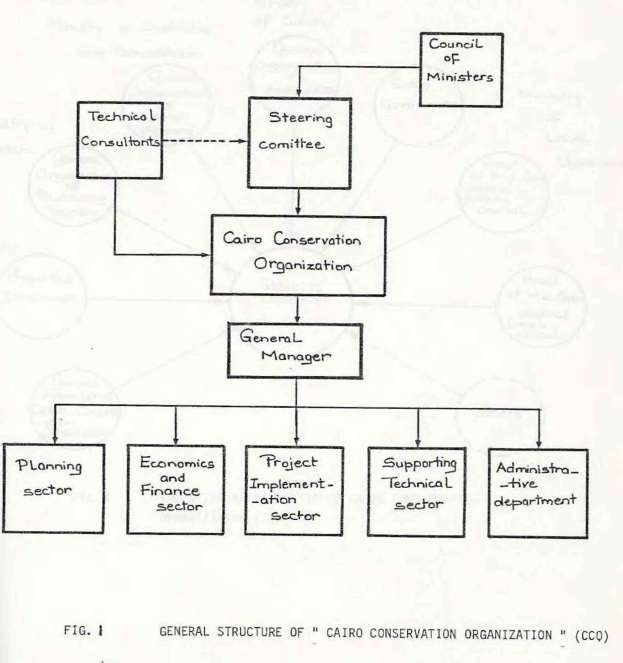 Council
of
Ministers
Technical
Consultants
Steering
comittee
Cairo Conservation
Organization
General
Manager
Planning
sector
Economics
and
Finance
sector
Project
Implement-
-ation
sector
Supporting
Technical
sector
Administra-
-tive
department
FIG. 1 GENERAL STRUCTURE OF " CAIRO CONSERVATION ORGANIZATION " (CCO)